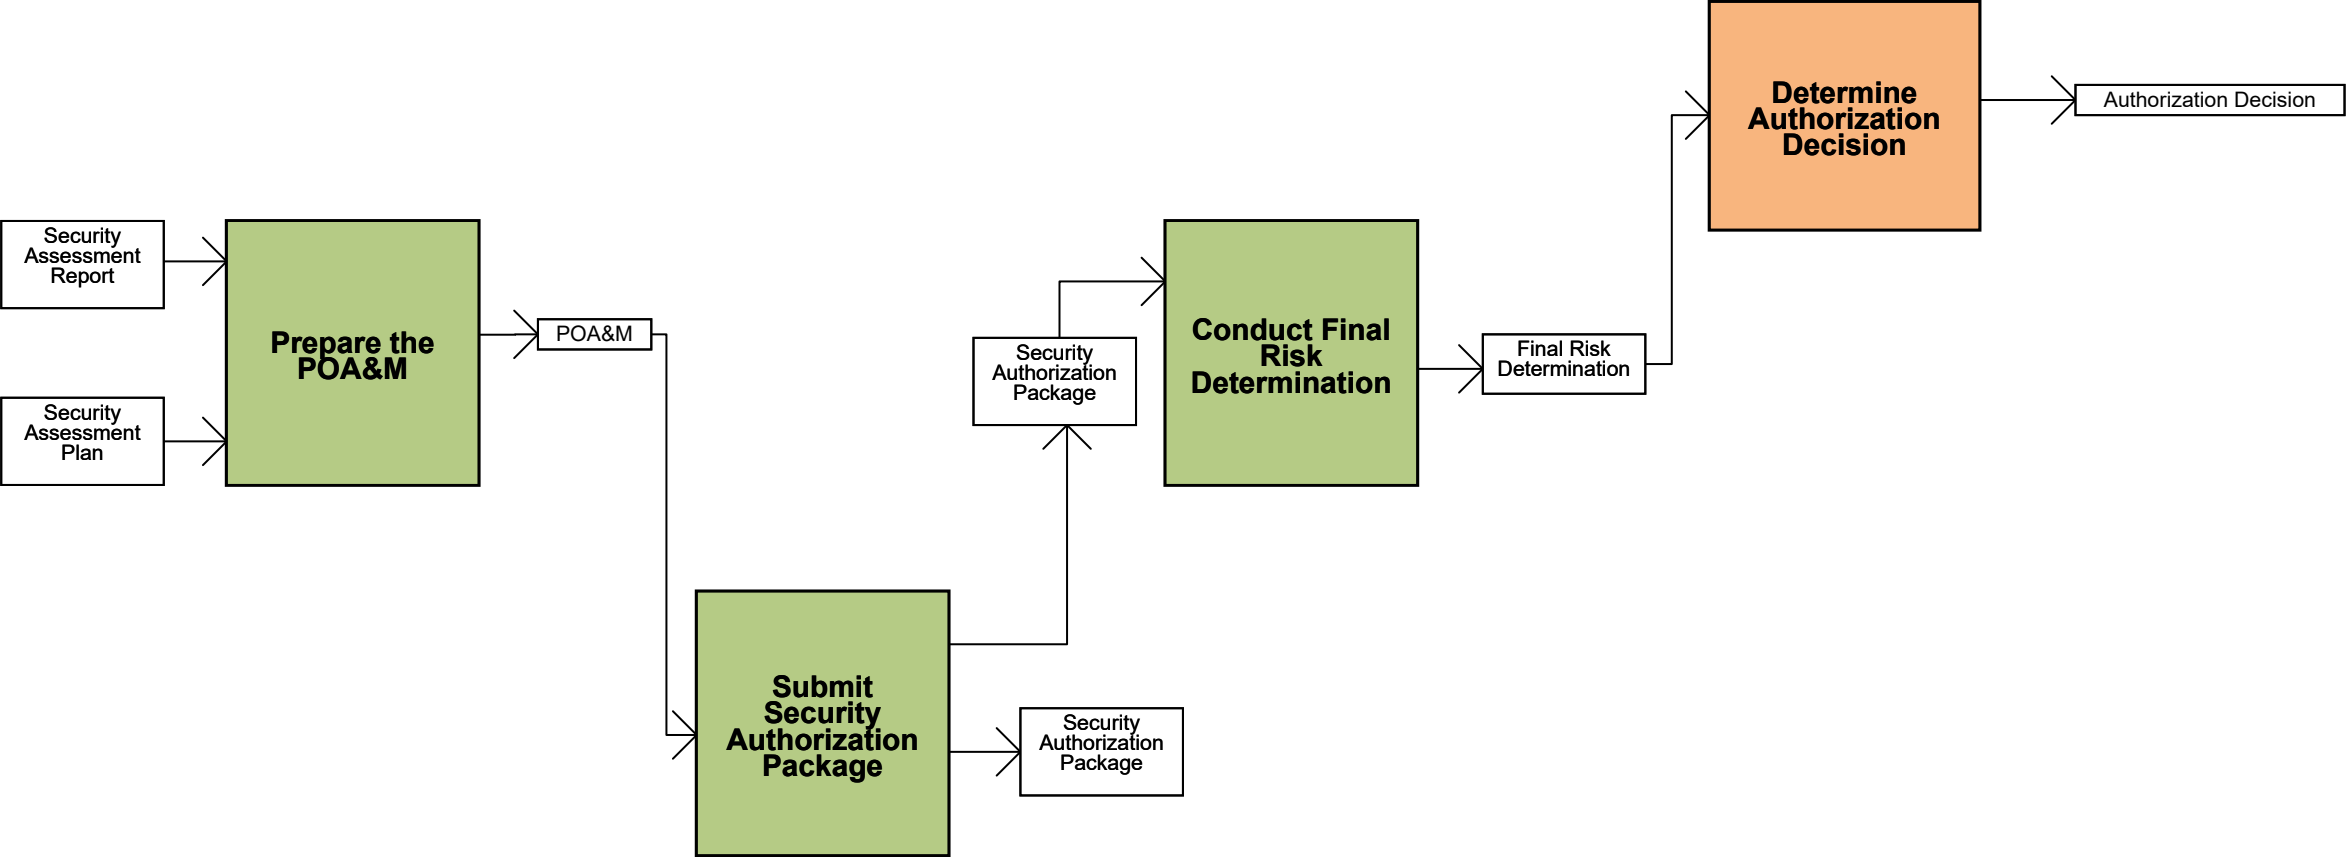 Security
Assessment
Report
Security
Assessment
Plan
Prepare the
POA&M
POA&M
Submit
Security
Authorization
Package
Security
Authorization
Package
Security
Authorization
Package
Conduct Final
Risk
Determination
Final Risk
Determination
Determine
Authorization
Decision
Authorization Decision